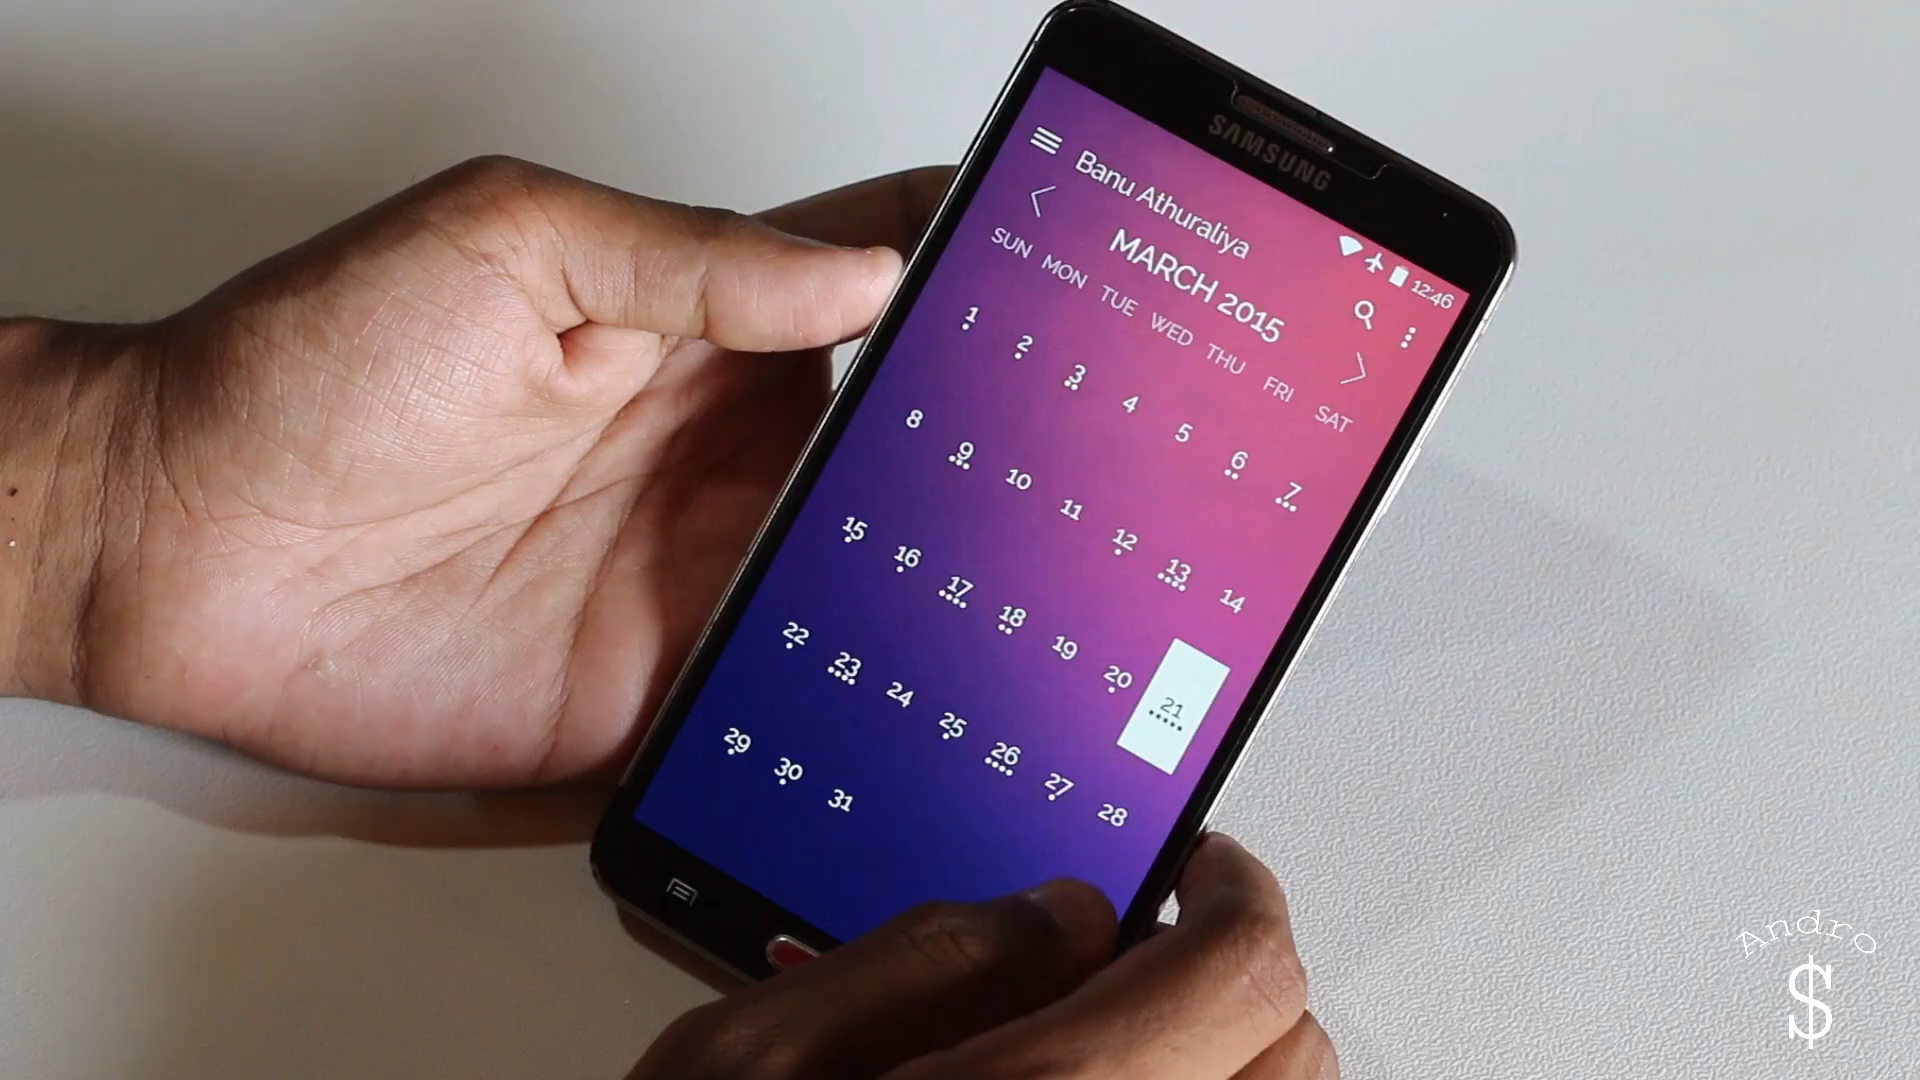 SAMSUNG
12:46
Banu Athuraliya
MARCH 2015
SUN MON TUE WED THU FRI SAT
1 2 3 4 5 6 7
8 9 10 11 12 13 14
15 16 17 18 19 20 21
22 23 24 25 26 27 28
29 30 31
Andro
$